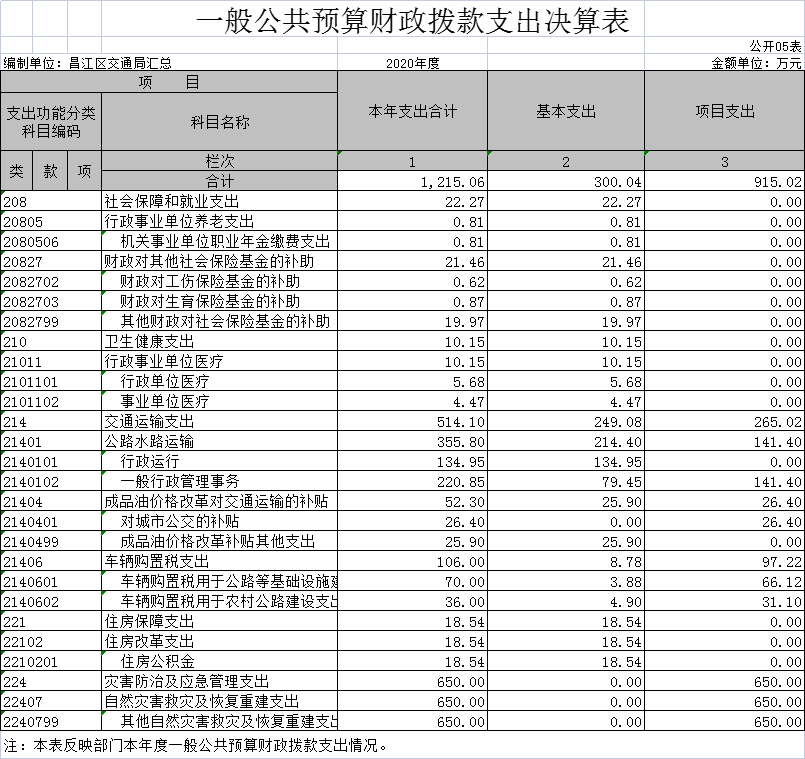 一般公共预算财政拨款支出决算表
公开05表
编制单位：昌江区交通局汇总 2020年度 金额单位：万元
项 目 本年支出合计 基本支出 项目支出
支出功能分类科目编码 科目名称
类 款 项 栏次 1 2 3
合计 1,215.06 300.04 915.02
208 社会保障和就业支出 22.27 22.27 0.00
20805 行政事业单位养老支出 0.81 0.81 0.00
2080506 机关事业单位职业年金缴费支出 0.81 0.81 0.00
20827 财政对其他社会保险基金的补助 21.46 21.46 0.00
2082702 财政对工伤保险基金的补助 0.62 0.62 0.00
2082703 财政对生育保险基金的补助 0.87 0.87 0.00
2082799 其他财政对社会保险基金的补助 19.97 19.97 0.00
210 卫生健康支出 10.15 10.15 0.00
21011 行政事业单位医疗 10.15 10.15 0.00
2101101 行政单位医疗 5.68 5.68 0.00
2101102 事业单位医疗 4.47 4.47 0.00
214 交通运输支出 514.10 249.08 265.02
21401 公路水路运输 355.80 214.40 141.40
2140101 行政运行 134.95 134.95 0.00
2140102 一般行政管理事务 220.85 79.45 141.40
21404 成品油价格改革对交通运输的补贴 52.30 25.90 26.40
2140401 对城市公交的补贴 26.40 0.00 26.40
2140499 成品油价格改革补贴其他支出 25.90 25.90 0.00
21406 车辆购置税支出 106.00 8.78 97.22
2140601 车辆购置税用于公路等基础设施建 70.00 3.88 66.12
2140602 车辆购置税用于农村公路建设支出 36.00 4.90 31.10
221 住房保障支出 18.54 18.54 0.00
22102 住房改革支出 18.54 18.54 0.00
2210201 住房公积金 18.54 18.54 0.00
224 灾害防治及应急管理支出 650.00 0.00 650.00
22407 自然灾害救灾及恢复重建支出 650.00 0.00 650.00
2240799 其他自然灾害救灾及恢复重建支出 650.00 0.00 650.00
注：本表反映部门本年度一般公共预算财政拨款支出情况。